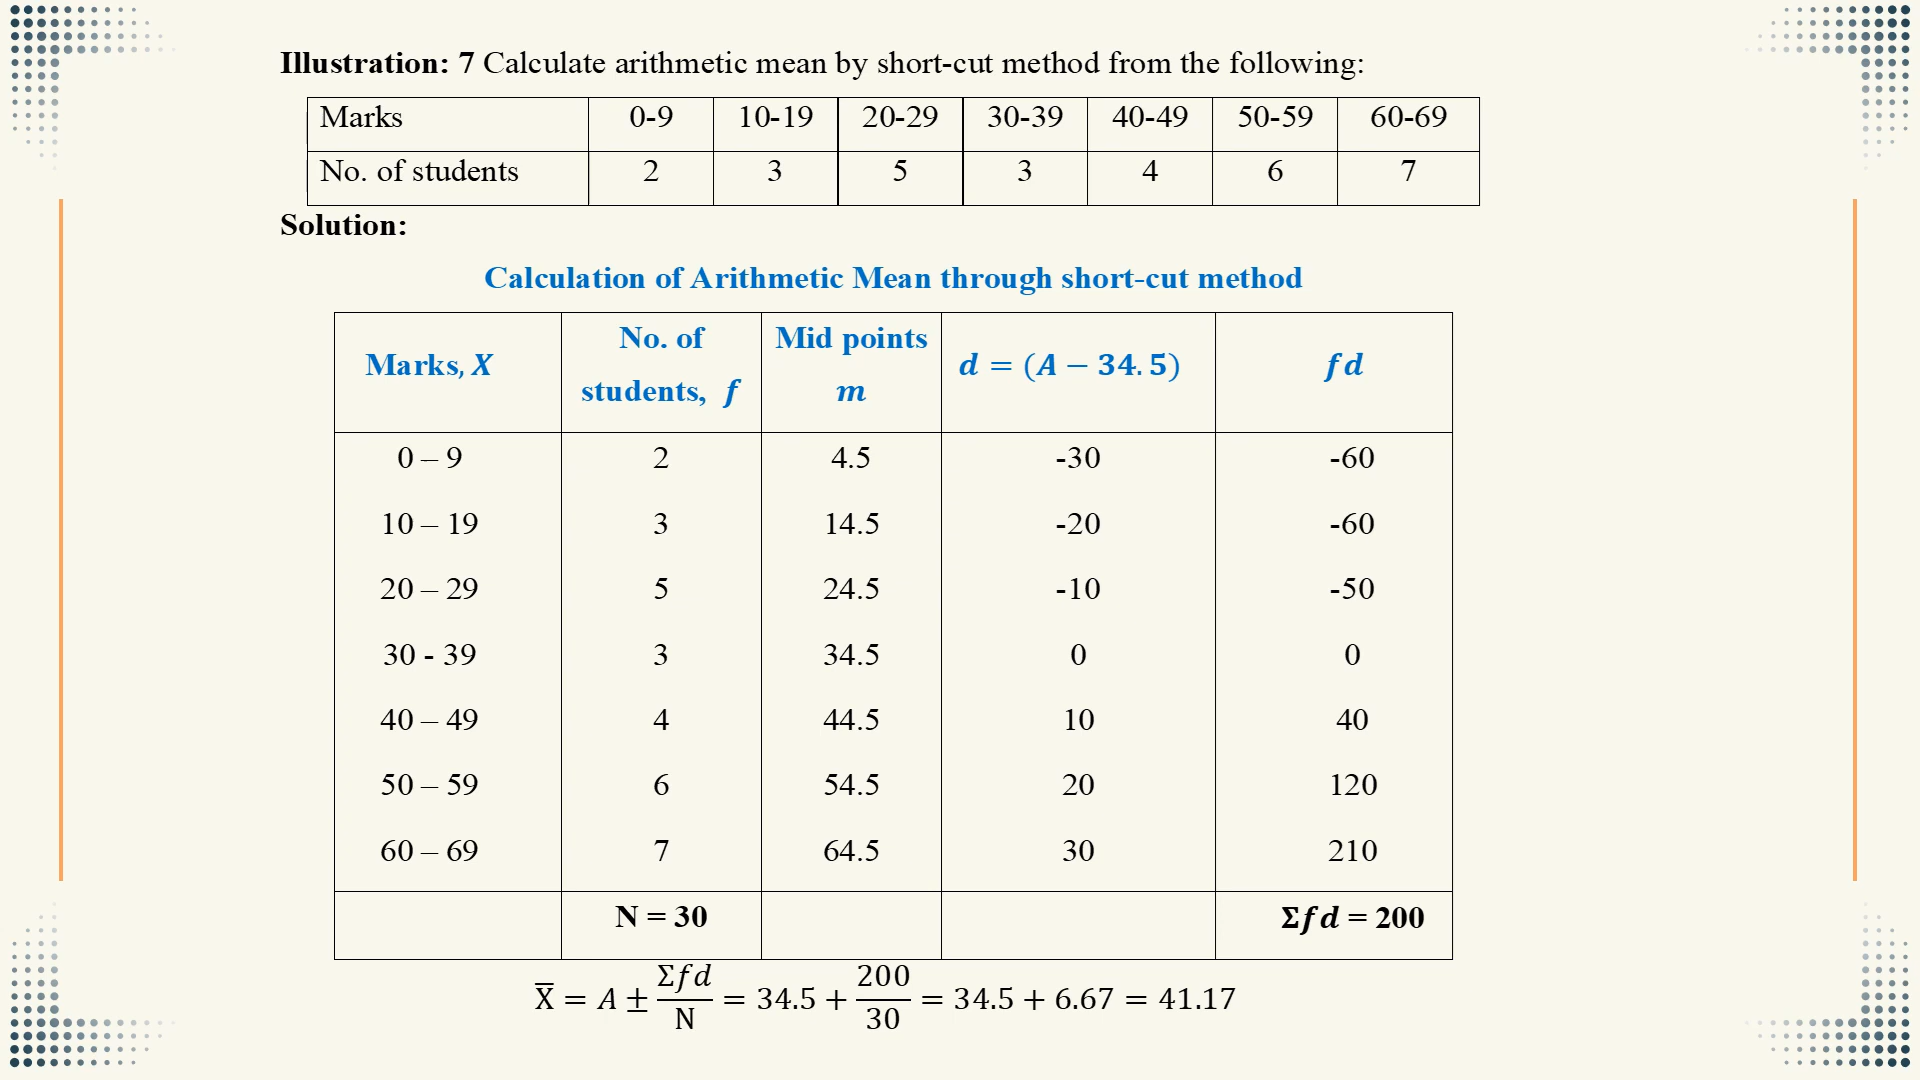 Illustration: 7 Calculate arithmetic mean by short-cut method from the following:
Marks 0-9 10-19 20-29 30-39 40-49 50-59 60-69
No. of students 2 3 5 3 4 6 7
Solution:
Calculation of Arithmetic Mean through short-cut method
Marks, X No. of students, f Mid points m d = (A − 34.5) fd
0 – 9 2 4.5 -30 -60
10 – 19 3 14.5 -20 -60
20 – 29 5 24.5 -10 -50
30 - 39 3 34.5 0 0
40 – 49 4 44.5 10 40
50 – 59 6 54.5 20 120
60 – 69 7 64.5 30 210
N = 30 Σfd = 200
X̅ = A ± Σfd/N = 34.5 + 200/30 = 34.5 + 6.67 = 41.17